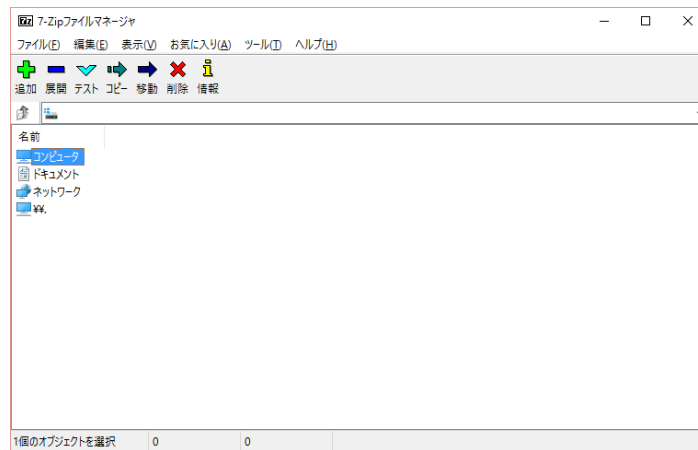 7z 7-Zipファイルマネージャ
ファイル(F) 編集(E) 表示(V) お気に入り(A) ツール(T) ヘルプ(H)
追加 展開 テスト コピー 移動 削除 情報
名前
コンピュータ
ドキュメント
ネットワーク
¥¥.
1個のオブジェクトを選択 0 0